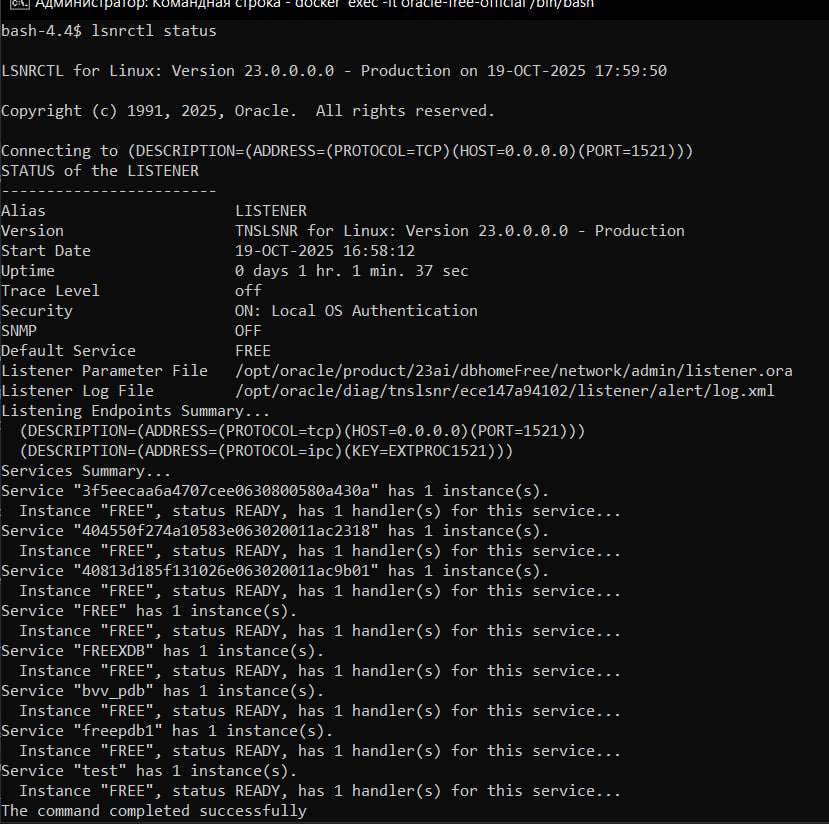 Администратор: Командная строка - docker exec -it oracle-free-official /bin/bash
bash-4.4$ lsnrctl status
LSNRCTL for Linux: Version 23.0.0.0.0 - Production on 19-OCT-2025 17:59:50
Copyright (c) 1991, 2025, Oracle.  All rights reserved.
Connecting to (DESCRIPTION=(ADDRESS=(PROTOCOL=TCP)(HOST=0.0.0.0)(PORT=1521)))
STATUS of the LISTENER
------------------------
Alias                     LISTENER
Version                   TNSLSNR for Linux: Version 23.0.0.0.0 - Production
Start Date                19-OCT-2025 16:58:12
Uptime                    0 days 1 hr. 1 min. 37 sec
Trace Level               off
Security                  ON: Local OS Authentication
SNMP                      OFF
Default Service           FREE
Listener Parameter File   /opt/oracle/product/23ai/dbhomeFree/network/admin/listener.ora
Listener Log File         /opt/oracle/diag/tnslsnr/ece147a94102/listener/alert/log.xml
Listening Endpoints Summary...
  (DESCRIPTION=(ADDRESS=(PROTOCOL=tcp)(HOST=0.0.0.0)(PORT=1521)))
  (DESCRIPTION=(ADDRESS=(PROTOCOL=ipc)(KEY=EXTPROC1521)))
Services Summary...
Service "3f5eecaa6a4707cee0630800580a430a" has 1 instance(s).
  Instance "FREE", status READY, has 1 handler(s) for this service...
Service "404550f274a10583e063020011ac2318" has 1 instance(s).
  Instance "FREE", status READY, has 1 handler(s) for this service...
Service "40813d185f131026e063020011ac9b01" has 1 instance(s).
  Instance "FREE", status READY, has 1 handler(s) for this service...
Service "FREE" has 1 instance(s).
  Instance "FREE", status READY, has 1 handler(s) for this service...
Service "FREEXDB" has 1 instance(s).
  Instance "FREE", status READY, has 1 handler(s) for this service...
Service "bvv_pdb" has 1 instance(s).
  Instance "FREE", status READY, has 1 handler(s) for this service...
Service "freepdb1" has 1 instance(s).
  Instance "FREE", status READY, has 1 handler(s) for this service...
Service "test" has 1 instance(s).
  Instance "FREE", status READY, has 1 handler(s) for this service...
The command completed successfully